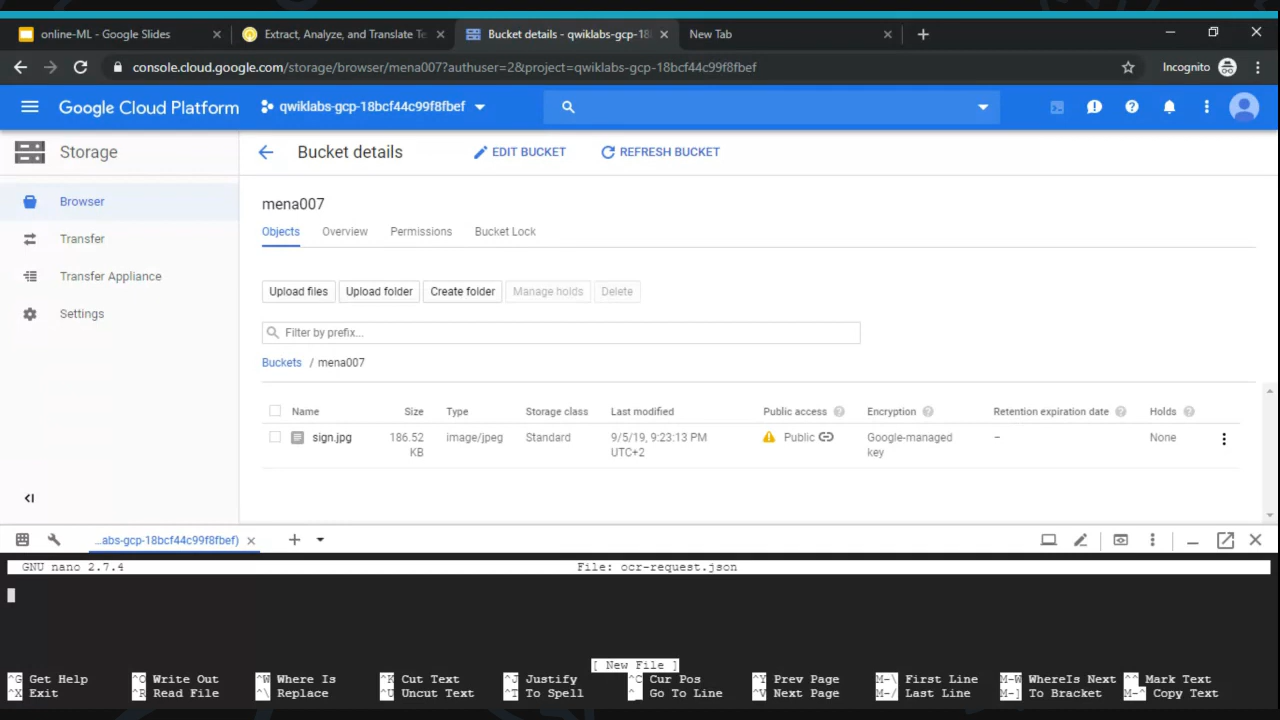 online-ML - Google Slides
Extract, Analyze, and Translate Te
Bucket details - qwiklabs-gcp-18
New Tab
console.cloud.google.com/storage/browser/mena007?authuser=2&project=qwiklabs-gcp-18bcf44c99f8fbef
Incognito
Google Cloud Platform
qwiklabs-gcp-18bcf44c99f8fbef
Storage
Bucket details
EDIT BUCKET
REFRESH BUCKET
Browser
Transfer
Transfer Appliance
Settings
mena007
Objects Overview Permissions Bucket Lock
Upload files Upload folder Create folder Manage holds Delete
Filter by prefix...
Buckets / mena007
Name Size Type Storage class Last modified Public access Encryption Retention expiration date Holds
sign.jpg 186.52 image/jpeg Standard 9/5/19, 9:23:13 PM Public Google-managed – None
KB UTC+2 key
...abs-gcp-18bcf44c99f8fbef)
GNU nano 2.7.4 File: ocr-request.json
[ New File ]
^G Get Help ^O Write Out ^W Where Is ^K Cut Text ^J Justify ^C Cur Pos ^Y Prev Page M-\ First Line M-W WhereIs Next ^^ Mark Text
^X Exit ^R Read File ^\ Replace ^U Uncut Text ^T To Spell ^_ Go To Line ^V Next Page M-/ Last Line M-] To Bracket M-^ Copy Text